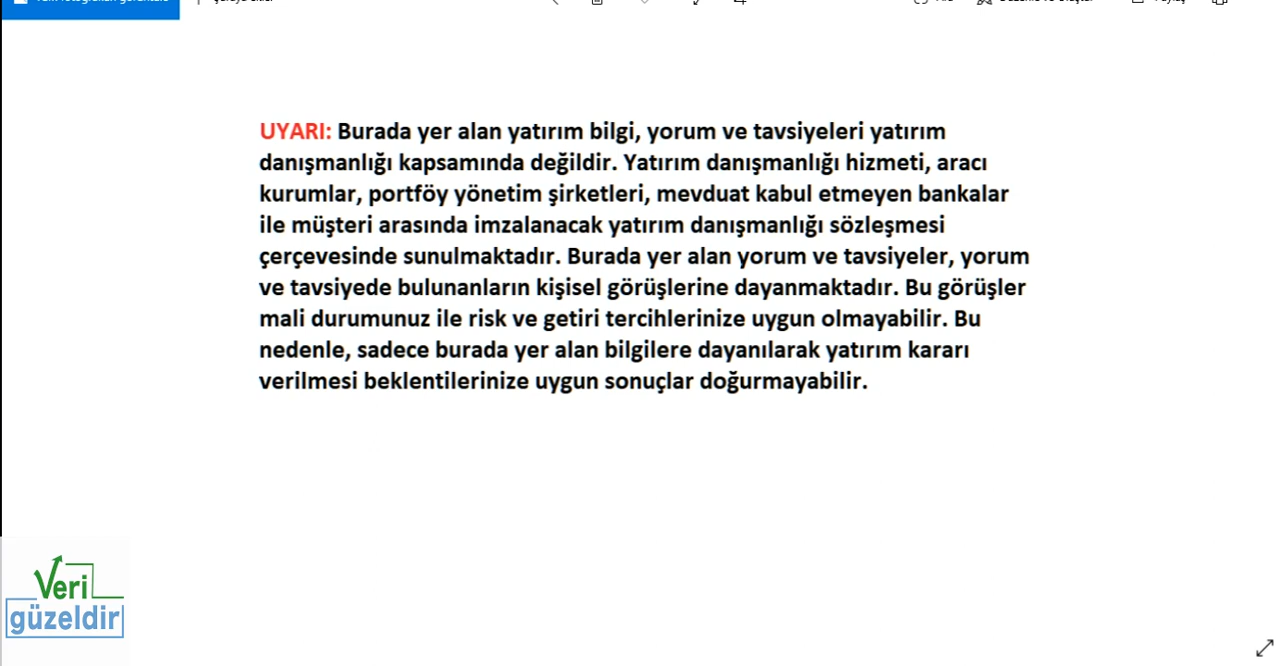 UYARI: Burada yer alan yatırım bilgi, yorum ve tavsiyeleri yatırım
danışmanlığı kapsamında değildir. Yatırım danışmanlığı hizmeti, aracı
kurumlar, portföy yönetim şirketleri, mevduat kabul etmeyen bankalar
ile müşteri arasında imzalanacak yatırım danışmanlığı sözleşmesi
çerçevesinde sunulmaktadır. Burada yer alan yorum ve tavsiyeler, yorum
ve tavsiyede bulunanların kişisel görüşlerine dayanmaktadır. Bu görüşler
mali durumunuz ile risk ve getiri tercihlerinize uygun olmayabilir. Bu
nedenle, sadece burada yer alan bilgilere dayanılarak yatırım kararı
verilmesi beklentilerinize uygun sonuçlar doğurmayabilir.
Veri
güzeldir